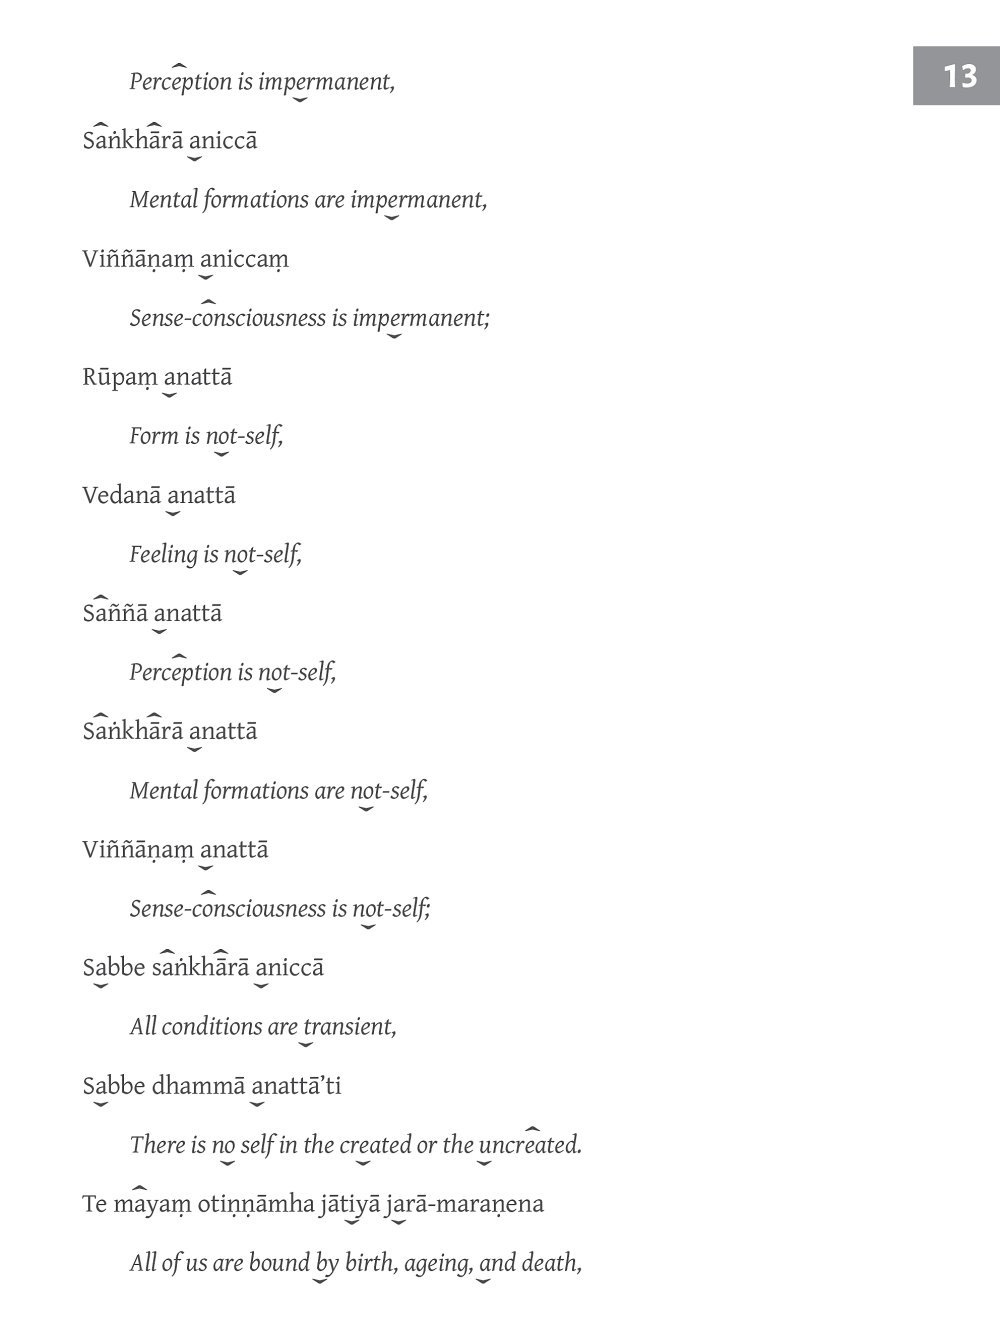 13
Perception is impermanent,
Saṅkhārā aniccā
Mental formations are impermanent,
Viññāṇaṃ aniccaṃ
Sense-consciousness is impermanent;
Rūpaṃ anattā
Form is not-self,
Vedanā anattā
Feeling is not-self,
Saññā anattā
Perception is not-self,
Saṅkhārā anattā
Mental formations are not-self,
Viññāṇaṃ anattā
Sense-consciousness is not-self;
Sabbe saṅkhārā aniccā
All conditions are transient,
Sabbe dhammā anattā’ti
There is no self in the created or the uncreated.
Te mayaṃ otiṇṇāmha jātiyā jarā-maraṇena
All of us are bound by birth, ageing, and death,